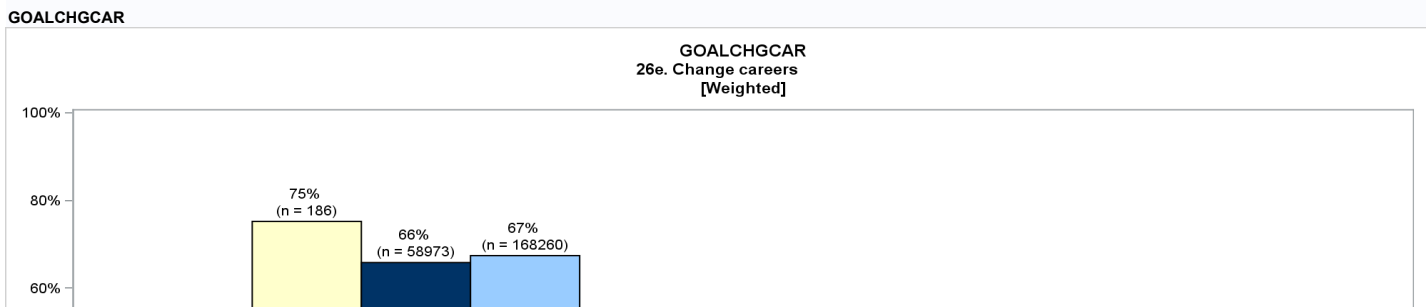 GOALCHGCAR
GOALCHGCAR
26e. Change careers
[Weighted]
100%
80%
60%
75%
(n = 186)
66%
(n = 58973)
67%
(n = 168260)